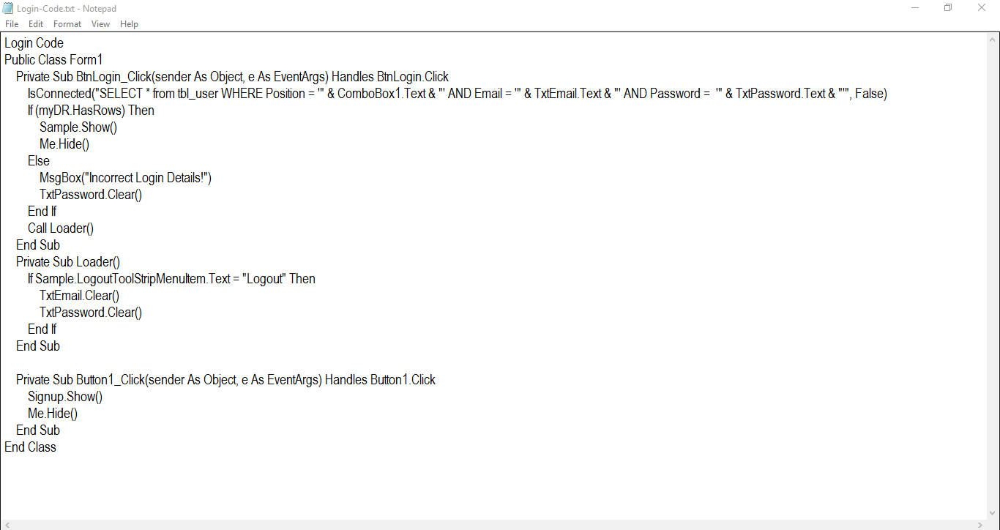 Login-Code.txt - Notepad
File Edit Format View Help
Login Code
Public Class Form1
Private Sub BtnLogin_Click(sender As Object, e As EventArgs) Handles BtnLogin.Click
IsConnected("SELECT * from tbl_user WHERE Position = '" & ComboBox1.Text & "' AND Email = '" & TxtEmail.Text & "' AND Password =  '" & TxtPassword.Text & "'", False)
If (myDR.HasRows) Then
Sample.Show()
Me.Hide()
Else
MsgBox("Incorrect Login Details!")
TxtPassword.Clear()
End If
Call Loader()
End Sub
Private Sub Loader()
If Sample.LogoutToolStripMenuItem.Text = "Logout" Then
TxtEmail.Clear()
TxtPassword.Clear()
End If
End Sub
Private Sub Button1_Click(sender As Object, e As EventArgs) Handles Button1.Click
Signup.Show()
Me.Hide()
End Sub
End Class